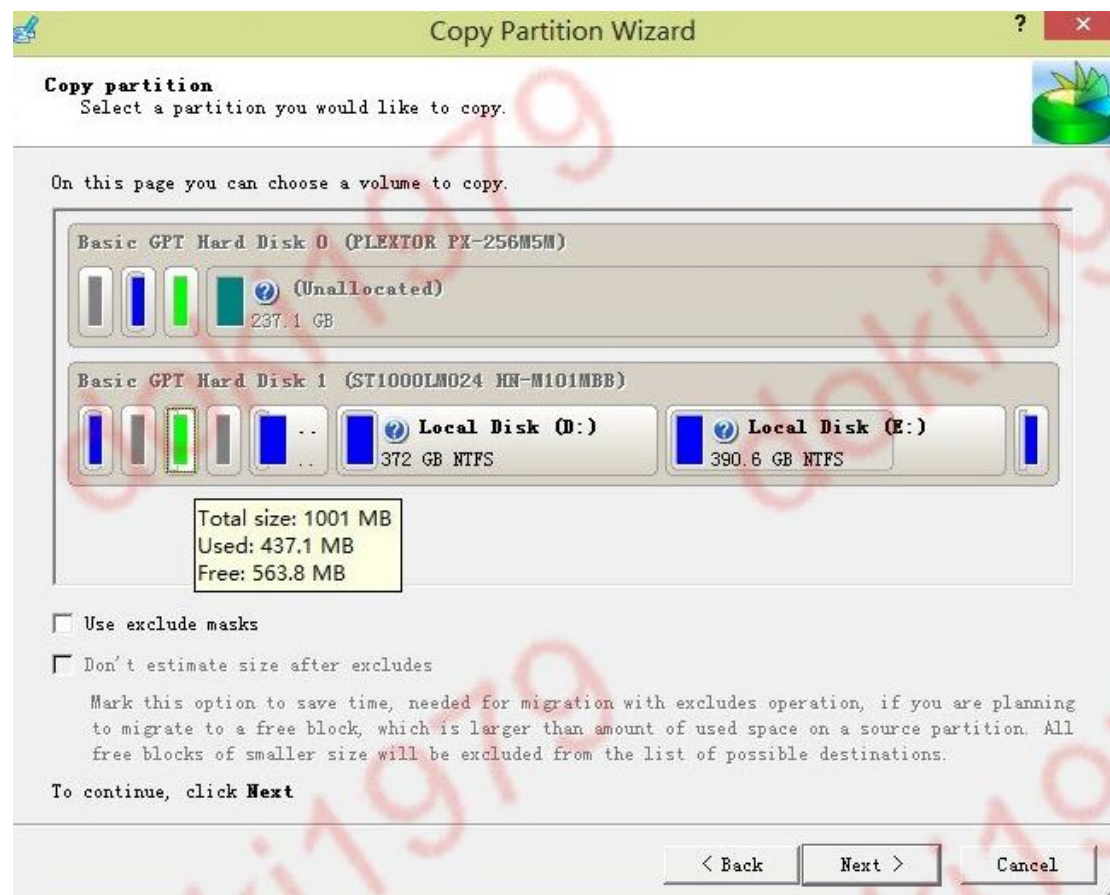 Copy Partition Wizard
?
×
Copy partition
Select a partition you would like to copy.
On this page you can choose a volume to copy.
Basic GPT Hard Disk 0 (PLEXTOR PX-256M5M)
? (Unallocated)
237.1 GB
Basic GPT Hard Disk 1 (ST1000LM024 HN-M101MBB)
..
..
? Local Disk (D:)
372 GB NTFS
? Local Disk (E:)
390.6 GB NTFS
Total size: 1001 MB
Used: 437.1 MB
Free: 563.8 MB
Use exclude masks
Don't estimate size after excludes
Mark this option to save time, needed for migration with excludes operation, if you are planning
to migrate to a free block, which is larger than amount of used space on a source partition. All
free blocks of smaller size will be excluded from the list of possible destinations.
To continue, click Next
< Back
Next >
Cancel
doki1979
doki1979
doki1979
doki1979